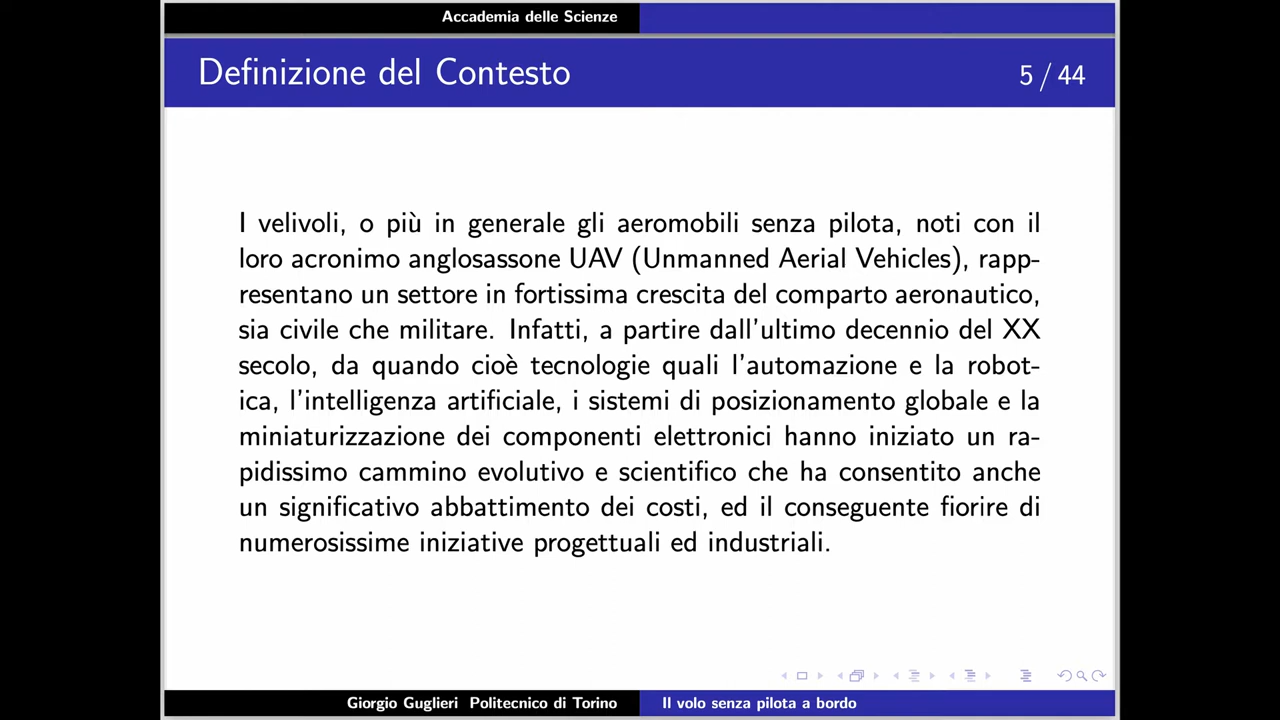 Accademia delle Scienze
Definizione del Contesto
5 / 44
I velivoli, o più in generale gli aeromobili senza pilota, noti con il
loro acronimo anglosassone UAV (Unmanned Aerial Vehicles), rapp-
resentano un settore in fortissima crescita del comparto aeronautico,
sia civile che militare. Infatti, a partire dall'ultimo decennio del XX
secolo, da quando cioè tecnologie quali l'automazione e la robot-
ica, l'intelligenza artificiale, i sistemi di posizionamento globale e la
miniaturizzazione dei componenti elettronici hanno iniziato un ra-
pidissimo cammino evolutivo e scientifico che ha consentito anche
un significativo abbattimento dei costi, ed il conseguente fiorire di
numerosissime iniziative progettuali ed industriali.
Giorgio Guglieri Politecnico di Torino
Il volo senza pilota a bordo